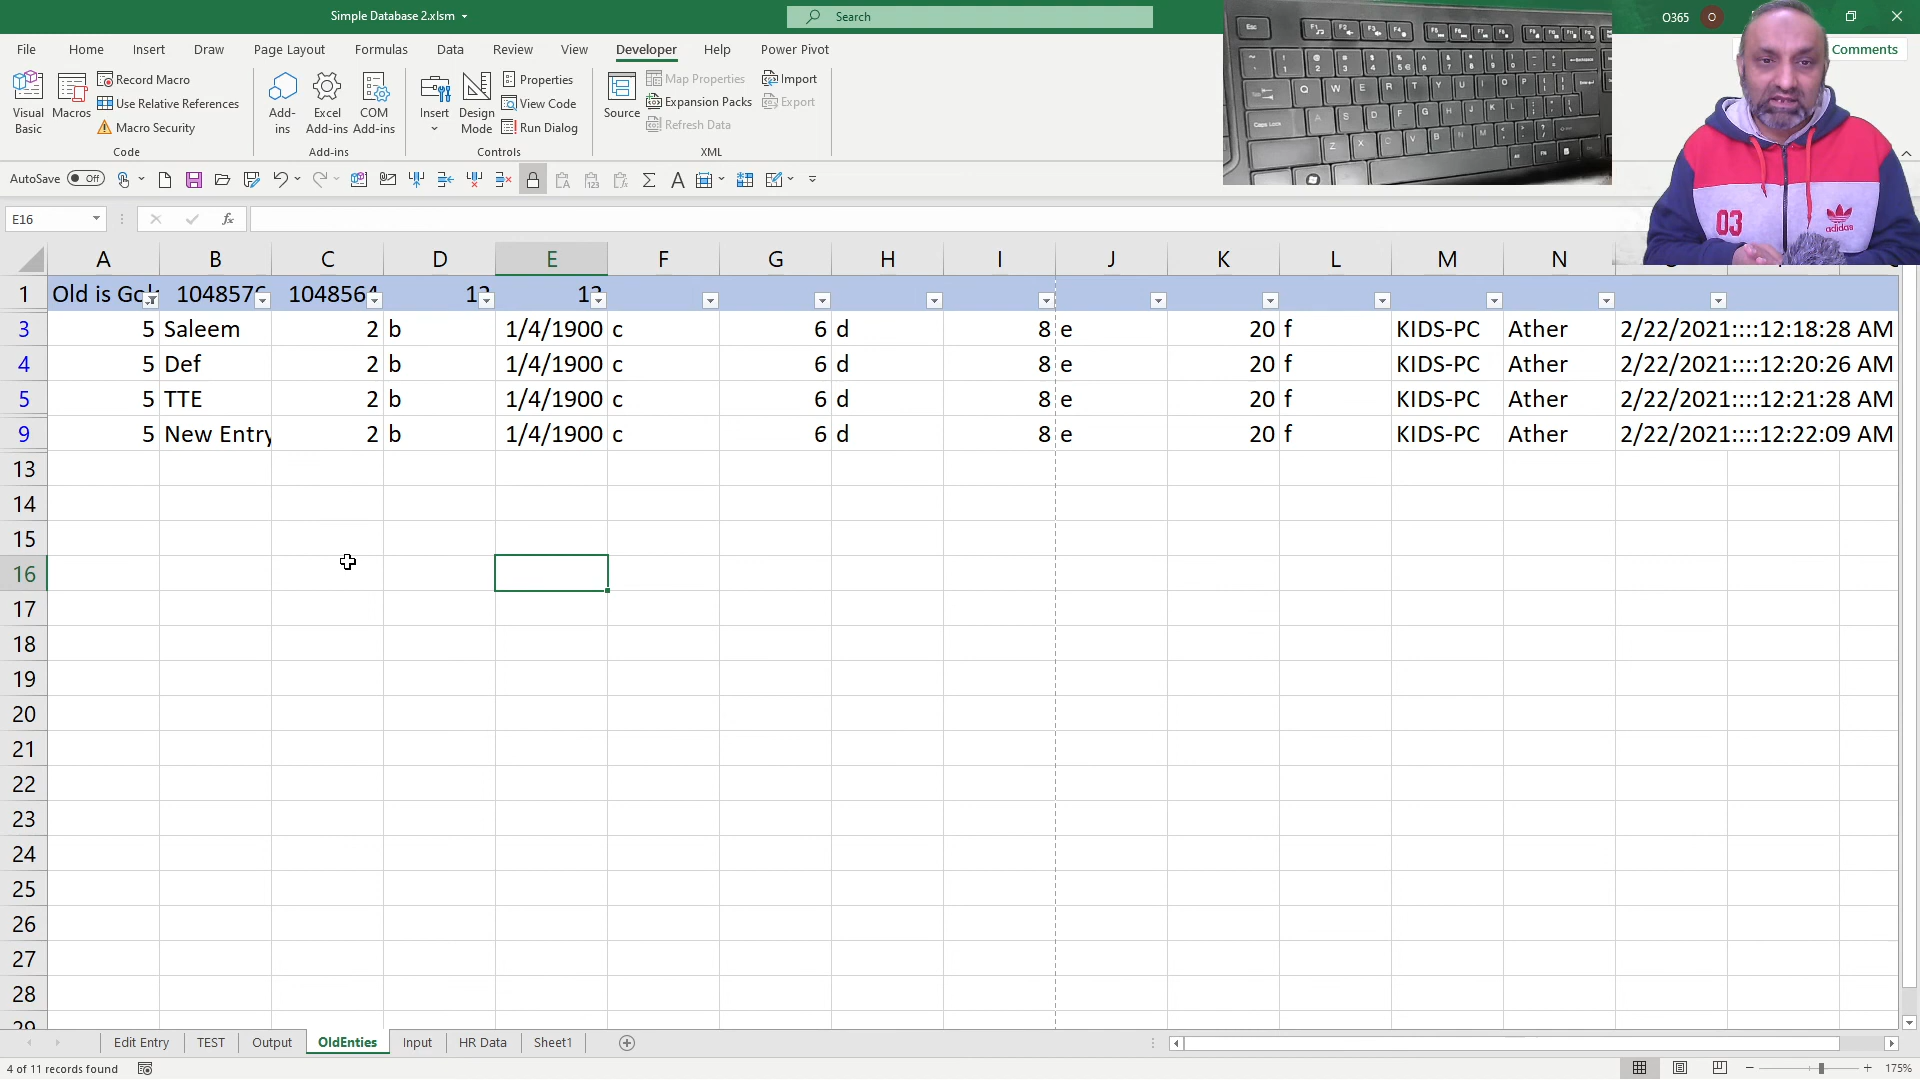 Simple Database 2.xlsm
Search
O365 O
File Home Insert Draw Page Layout Formulas Data Review View Developer Help Power Pivot
Comments
Visual Basic
Macros
Record Macro
Use Relative References
Macro Security
Code
Add-ins
Excel Add-ins
COM Add-ins
Add-ins
Insert
Design Mode
Properties
View Code
Run Dialog
Controls
Source
Map Properties
Expansion Packs
Refresh Data
Import
Export
XML
AutoSave Off
E16
fx
03
adidas
A B C D E F G H I J K L M N
1 Old is Gol 1048576 1048564 12 12
3 5 Saleem 2 b 1/4/1900 c 6 d 8 e 20 f KIDS-PC Ather 2/22/2021::::12:18:28 AM
4 5 Def 2 b 1/4/1900 c 6 d 8 e 20 f KIDS-PC Ather 2/22/2021::::12:20:26 AM
5 5 TTE 2 b 1/4/1900 c 6 d 8 e 20 f KIDS-PC Ather 2/22/2021::::12:21:28 AM
9 5 New Entry 2 b 1/4/1900 c 6 d 8 e 20 f KIDS-PC Ather 2/22/2021::::12:22:09 AM
13
14
15
16
17
18
19
20
21
22
23
24
25
26
27
28
29
Edit Entry TEST Output OldEnties Input HR Data Sheet1
4 of 11 records found
175%